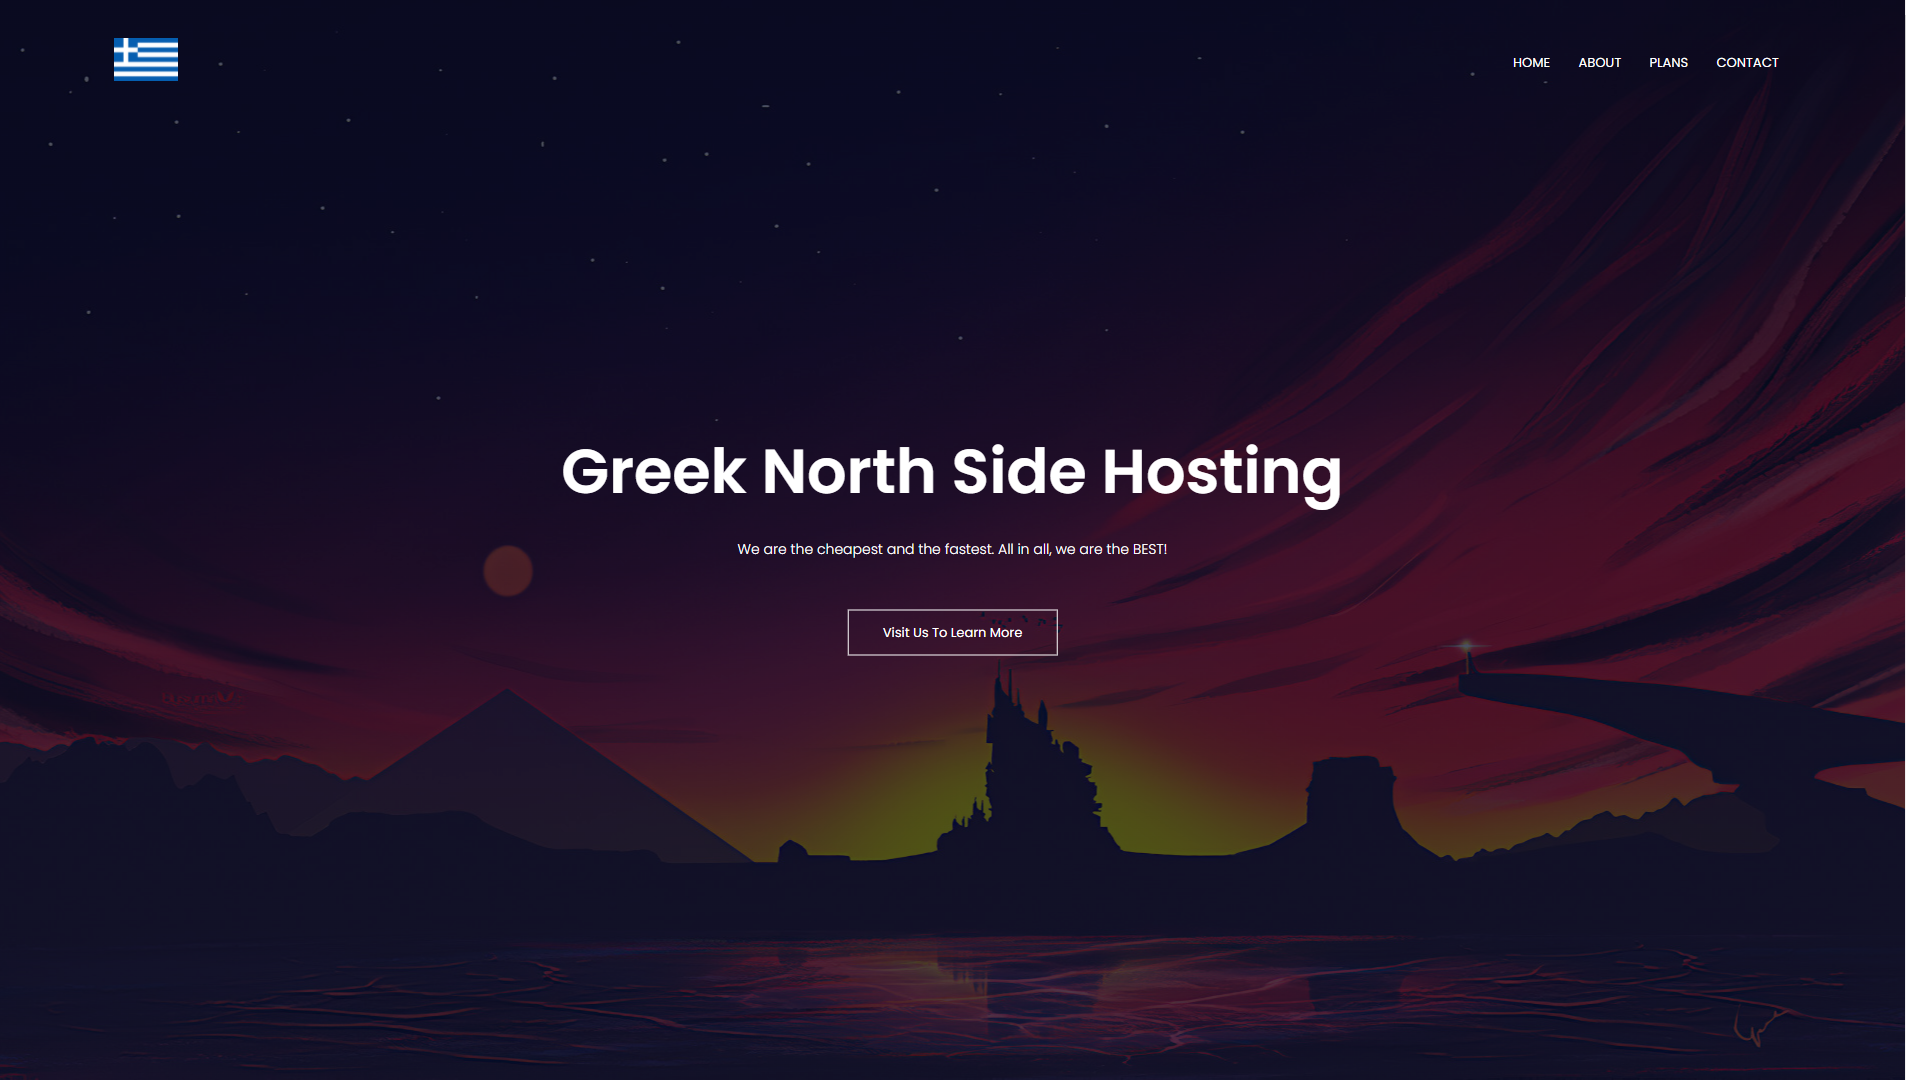 HOME ABOUT PLANS CONTACT
Greek North Side Hosting
We are the cheapest and the fastest. All in all, we are the BEST!
Visit Us To Learn More